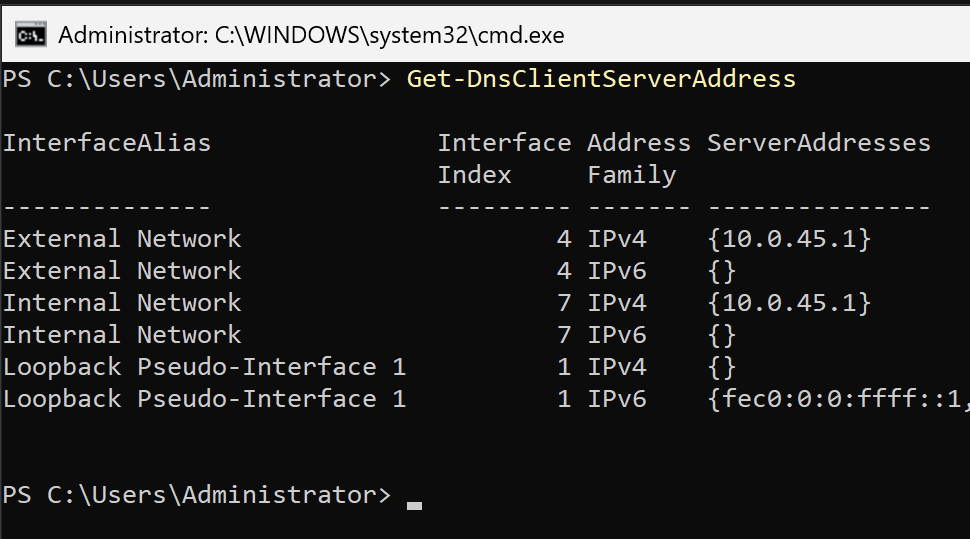 Administrator: C:\WINDOWS\system32\cmd.exe
PS C:\Users\Administrator> Get-DnsClientServerAddress
InterfaceAlias                Interface Address ServerAddresses
                              Index     Family
--------------                --------- ------- ---------------
External Network                      4 IPv4    {10.0.45.1}
External Network                      4 IPv6    {}
Internal Network                      7 IPv4    {10.0.45.1}
Internal Network                      7 IPv6    {}
Loopback Pseudo-Interface 1           1 IPv4    {}
Loopback Pseudo-Interface 1           1 IPv6    {fec0:0:0:ffff::1,
PS C:\Users\Administrator>